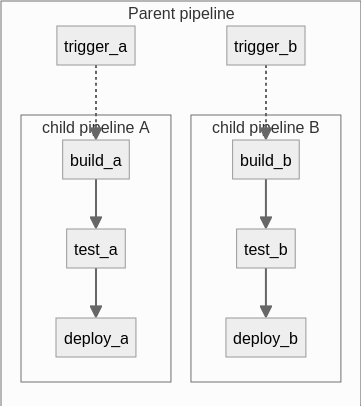 Parent pipeline
trigger_a
trigger_b
child pipeline A
child pipeline B
build_a
build_b
test_a
test_b
deploy_a
deploy_b